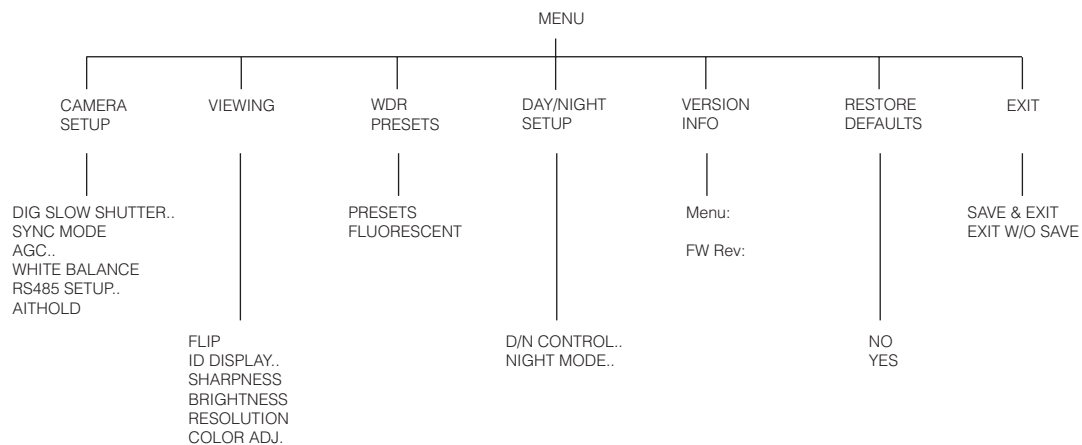 MENU
CAMERA
SETUP
VIEWING
WDR
PRESETS
DAY/NIGHT
SETUP
VERSION
INFO
RESTORE
DEFAULTS
EXIT
DIG SLOW SHUTTER..
SYNC MODE
AGC..
WHITE BALANCE
RS485 SETUP..
AITHOLD
PRESETS
FLUORESCENT
Menu:
FW Rev:
SAVE & EXIT
EXIT W/O SAVE
FLIP
ID DISPLAY..
SHARPNESS
BRIGHTNESS
RESOLUTION
COLOR ADJ.
D/N CONTROL..
NIGHT MODE..
NO
YES